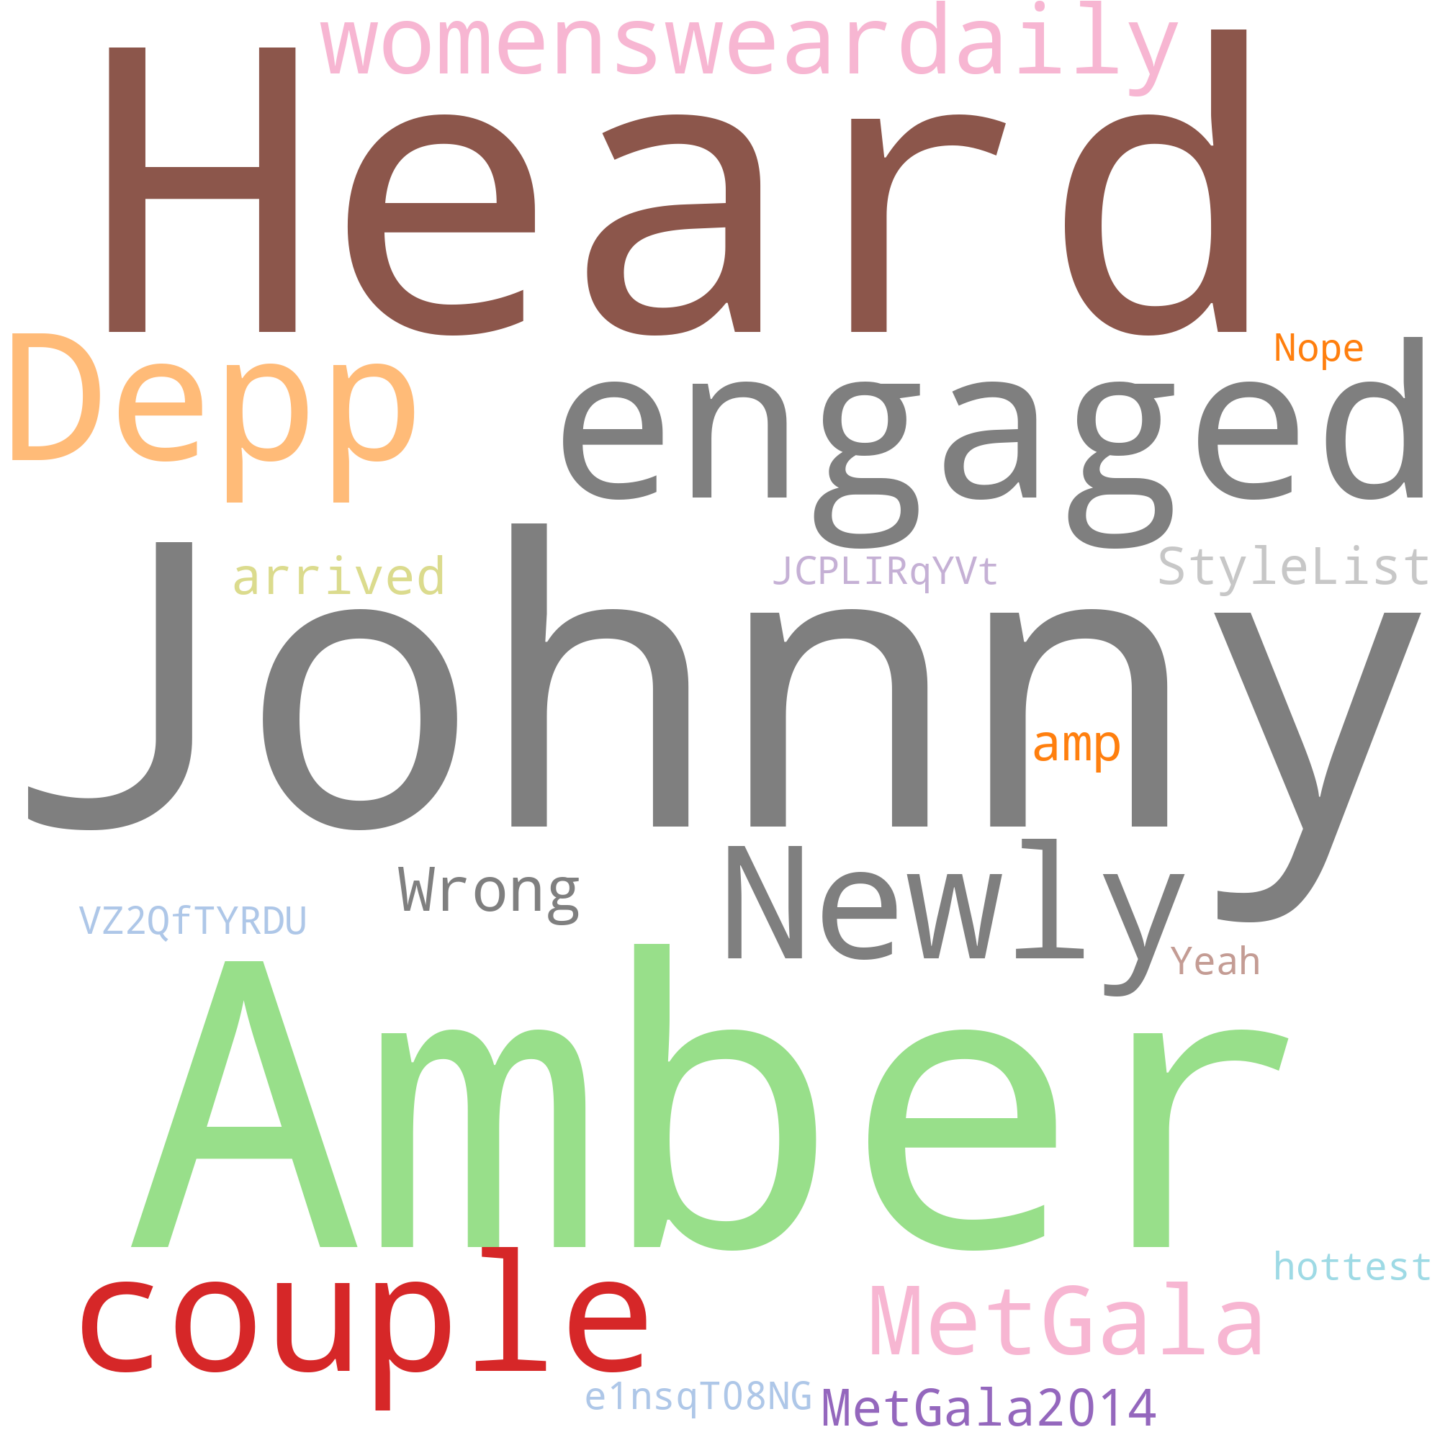 womensweardaily
Heard
Depp
engaged
Nope
arrived
JCPLIRqYVt
StyleList
Johnny
amp
Wrong
Newly
VZ2QfTYRDU
Yeah
Amber
couple
hottest
MetGala
e1nsqT08NG
MetGala2014